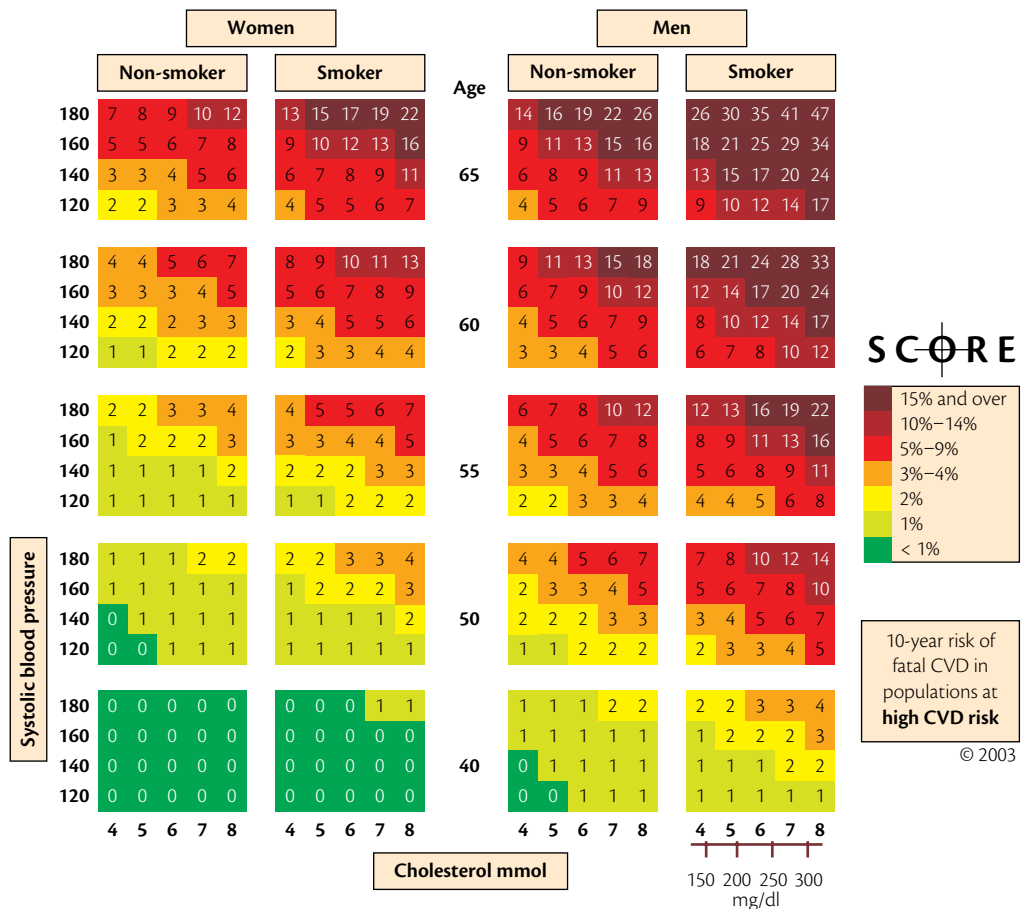 Women Men
Non-smoker Smoker Age Non-smoker Smoker
180 7 8 9 10 12 13 15 17 19 22 14 16 19 22 26 26 30 35 41 47
160 5 5 6 7 8 9 10 12 13 16 9 11 13 15 16 18 21 25 29 34
140 3 3 4 5 6 6 7 8 9 11 65 6 8 9 11 13 13 15 17 20 24
120 2 2 3 3 4 4 5 5 6 7 4 5 6 7 9 9 10 12 14 17
180 4 4 5 6 7 8 9 10 11 13 9 11 13 15 18 18 21 24 28 33
160 3 3 3 4 5 5 6 7 8 9 6 7 9 10 12 12 14 17 20 24
140 2 2 2 3 3 3 4 5 5 6 60 4 5 6 7 9 8 10 12 14 17
120 1 1 2 2 2 2 3 3 4 4 3 3 4 5 6 6 7 8 10 12
180 2 2 3 3 4 4 5 5 6 7 6 7 8 10 12 12 13 16 19 22
160 1 2 2 2 3 3 3 4 4 5 4 5 6 7 8 8 9 11 13 16
140 1 1 1 1 2 2 2 2 3 3 55 3 3 4 5 6 5 6 8 9 11
120 1 1 1 1 1 1 1 2 2 2 2 2 3 3 4 4 4 5 6 8
180 1 1 1 2 2 2 2 3 3 4 4 4 5 6 7 7 8 10 12 14
160 1 1 1 1 1 1 2 2 2 3 2 3 3 4 5 5 6 7 8 10
140 0 1 1 1 1 1 1 1 1 2 50 2 2 2 3 3 3 4 5 6 7
120 0 0 1 1 1 1 1 1 1 1 1 1 2 2 2 2 3 3 4 5
180 0 0 0 0 0 0 0 0 1 1 1 1 1 2 2 2 2 3 3 4
160 0 0 0 0 0 0 0 0 0 0 1 1 1 1 1 1 2 2 2 3
140 0 0 0 0 0 0 0 0 0 0 40 0 1 1 1 1 1 1 1 2 2
120 0 0 0 0 0 0 0 0 0 0 0 0 1 1 1 1 1 1 1 1
4 5 6 7 8 4 5 6 7 8 4 5 6 7 8 4 5 6 7 8
Cholesterol mmol
150 200 250 300
mg/dl
Systolic blood pressure
SCORE
15% and over
10%–14%
5%–9%
3%–4%
2%
1%
< 1%
10-year risk of
fatal CVD in
populations at
high CVD risk
© 2003